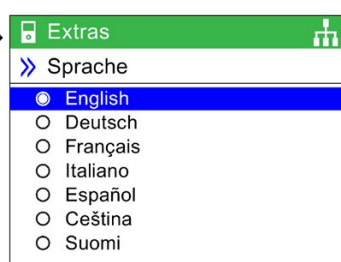 Extras
Sprache
English
Deutsch
Français
Italiano
Español
Ceština
Suomi